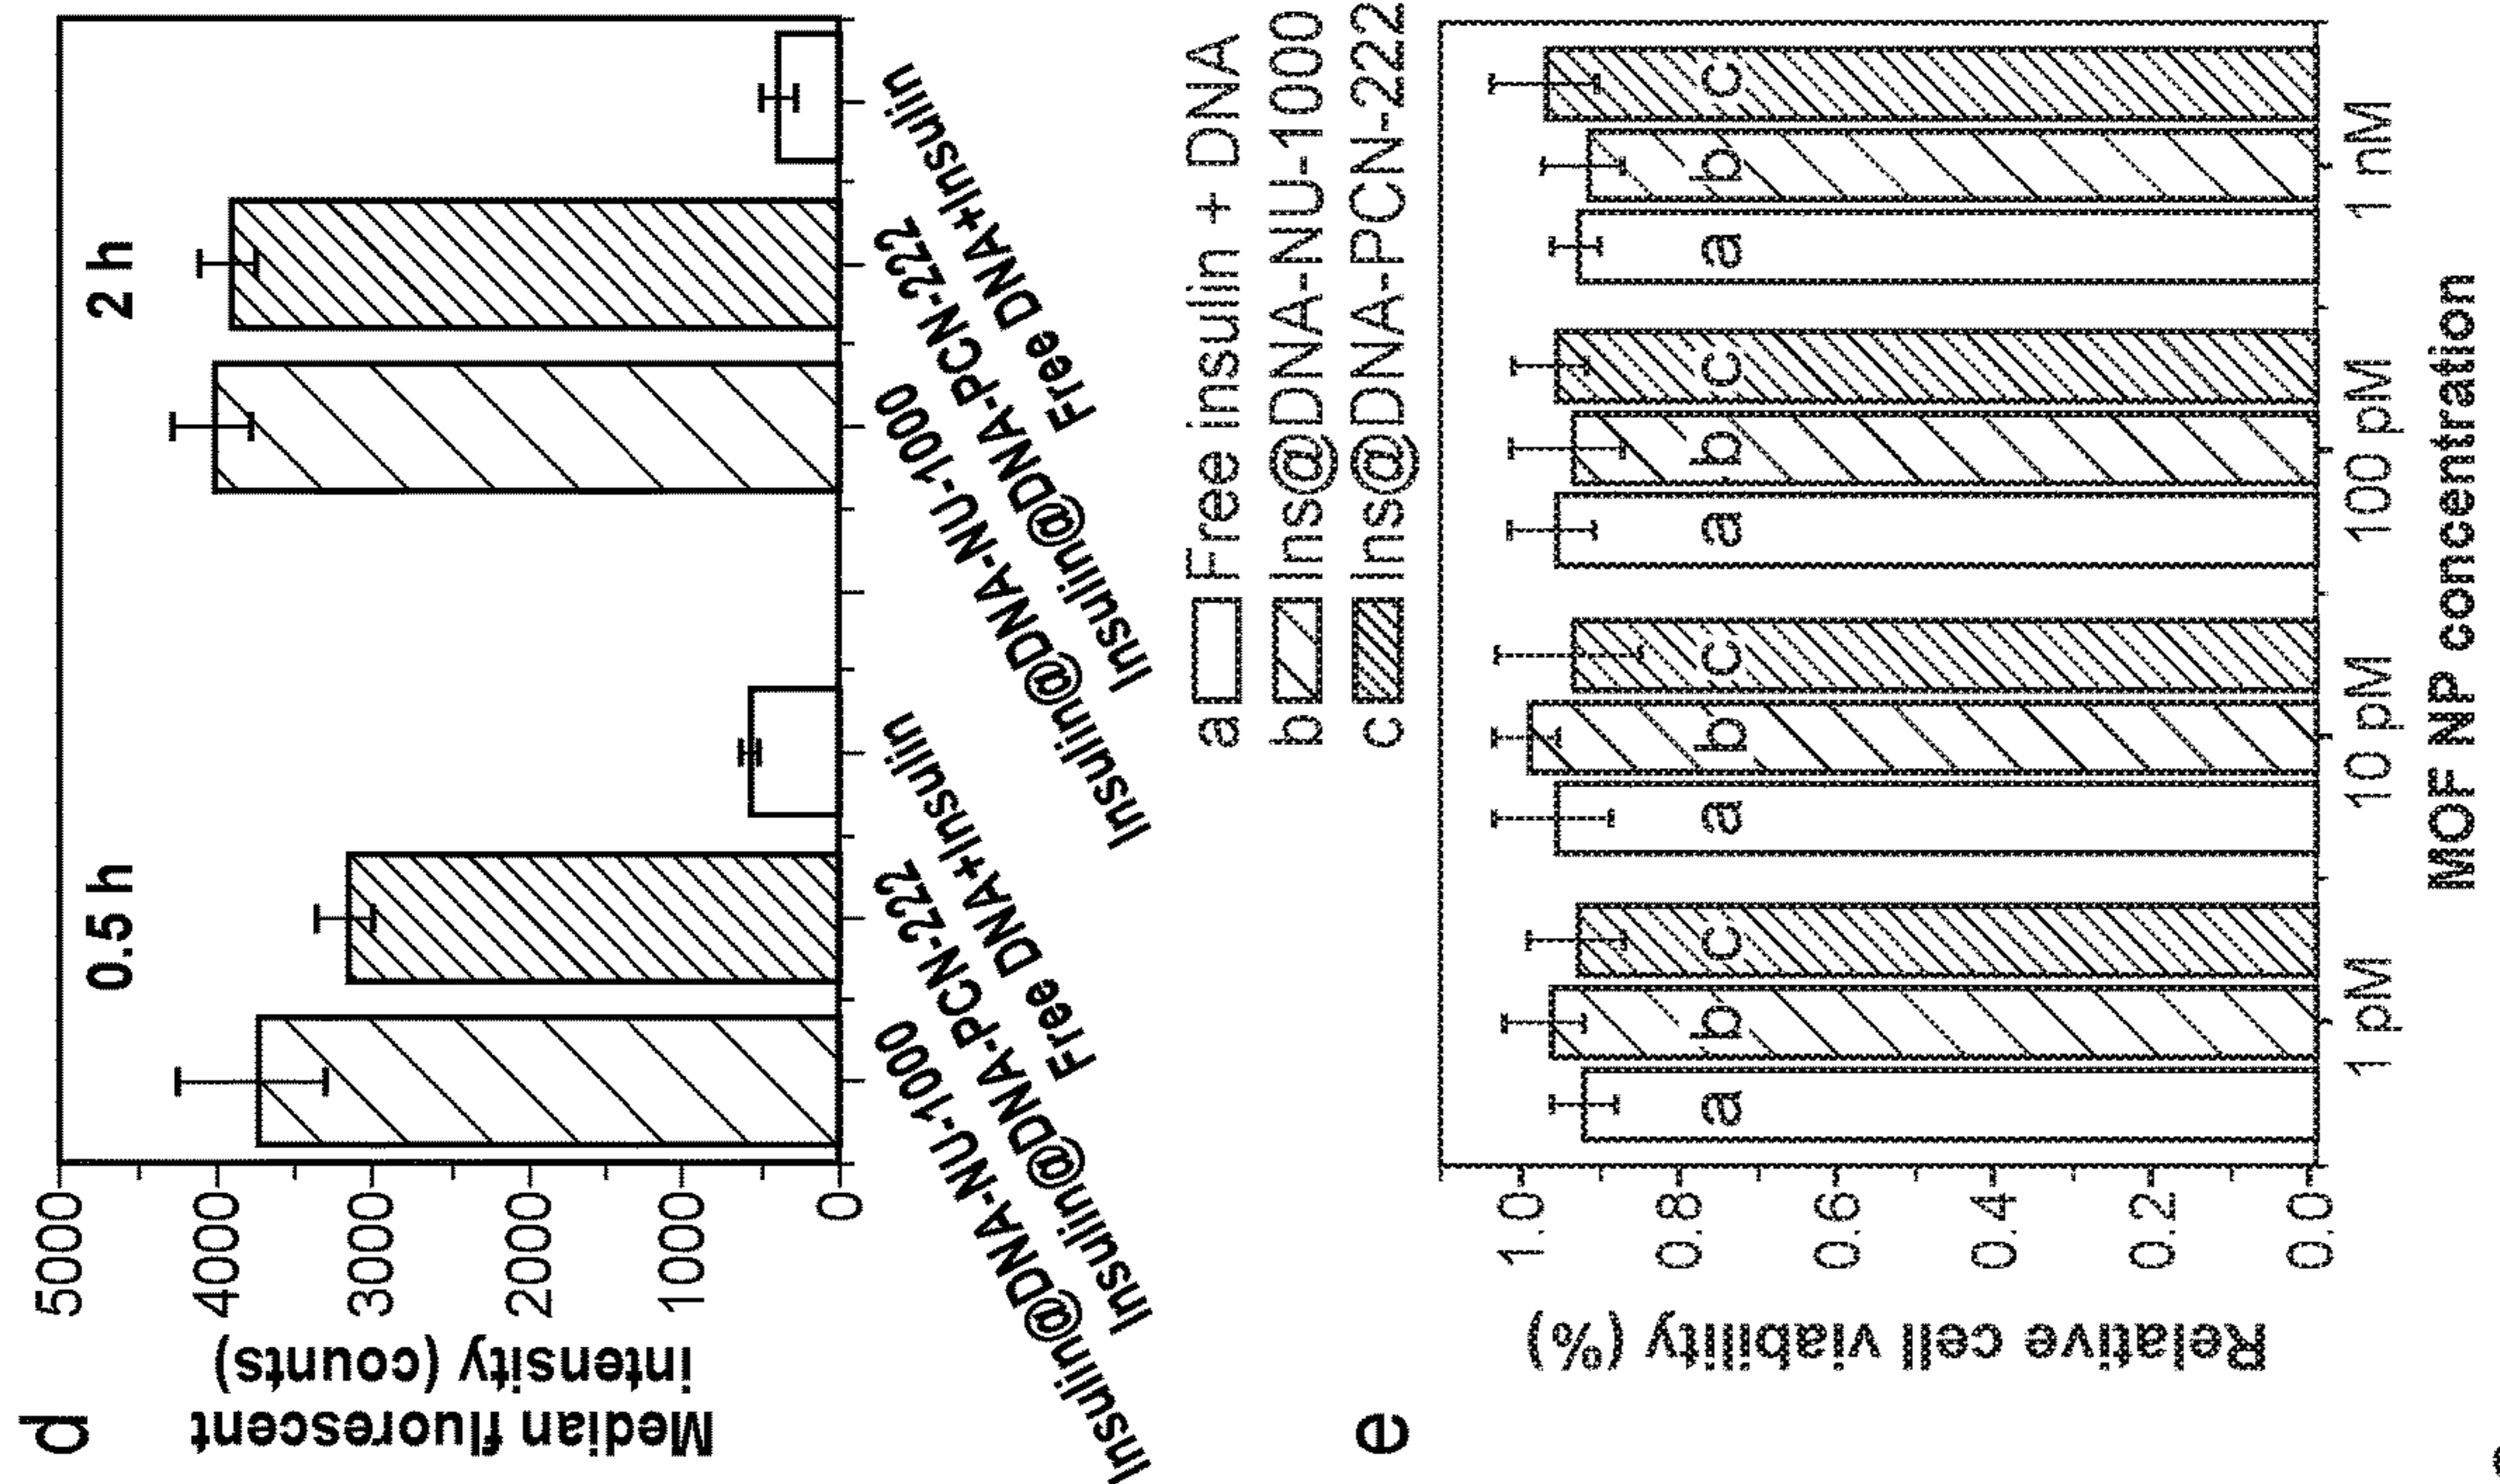 d
Median fluorescent
intensity (counts)
5000
4000
3000
2000
1000
0
0.5 h
2 h
Insulin@DNA-NU-1000
Insulin@DNA-PCN-222
Free DNA+Insulin
Insulin@DNA-NU-1000
Insulin@DNA-PCN-222
Free DNA+Insulin
e
a Free insulin + DNA
b Ins@DNA-NU-1000
c Ins@DNA-PCN-222
Relative cell viability (%)
1.0
0.8
0.6
0.4
0.2
0.0
a b c a b c a b c a b c
1 pM 10 pM 100 pM 1 nM
MOF NP concentration